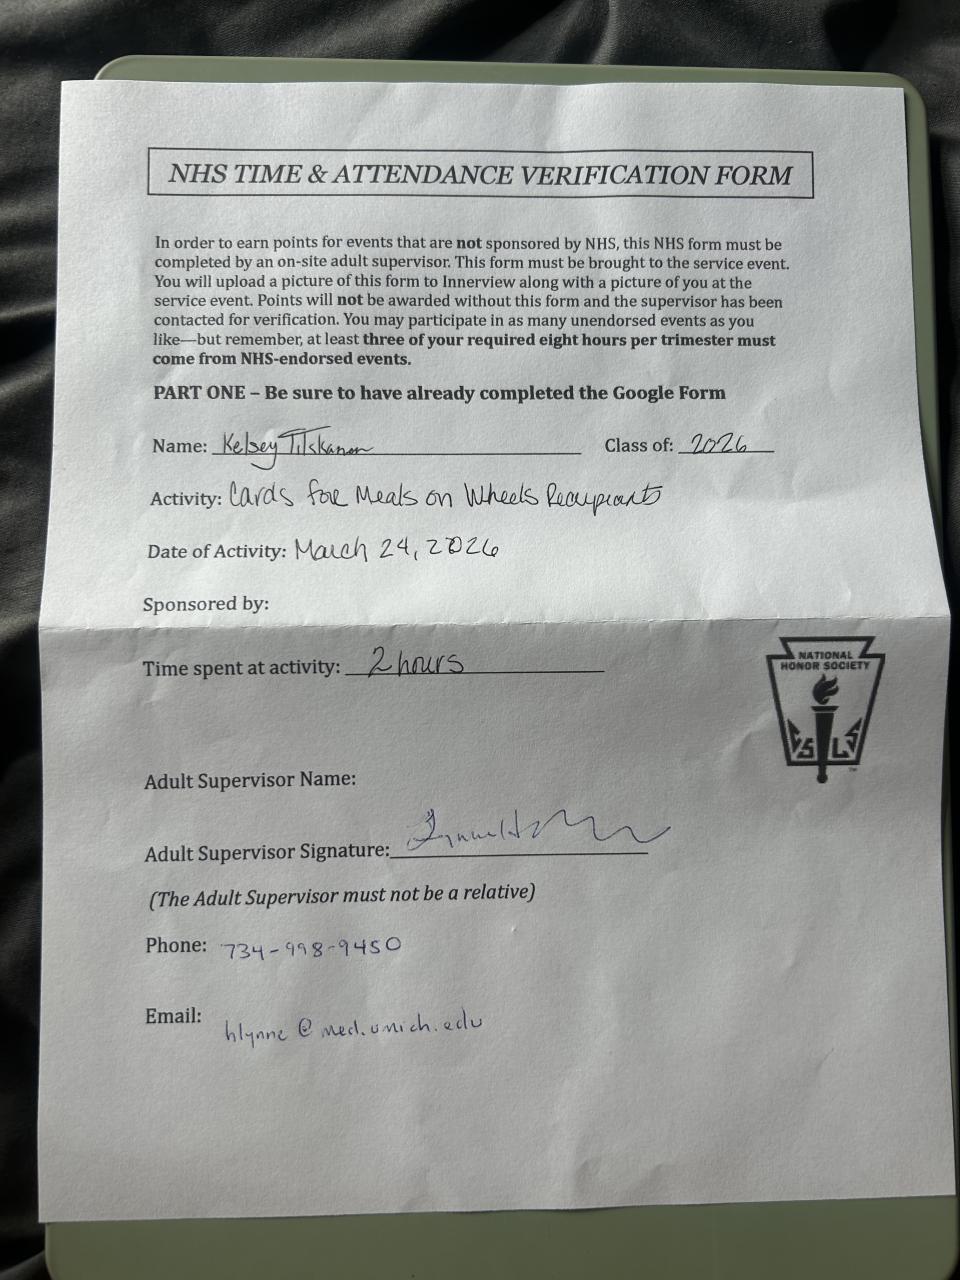 NHS TIME & ATTENDANCE VERIFICATION FORM
In order to earn points for events that are not sponsored by NHS, this NHS form must be
completed by an on-site adult supervisor. This form must be brought to the service event.
You will upload a picture of this form to Innerview along with a picture of you at the
service event. Points will not be awarded without this form and the supervisor has been
contacted for verification. You may participate in as many unendorsed events as you
like—but remember, at least three of your required eight hours per trimester must
come from NHS-endorsed events.
PART ONE – Be sure to have already completed the Google Form
Name: Kelsey Class of: 2026
Activity: Cards for Meals on Wheels
Date of Activity: March 24, 2026
Sponsored by:
Time spent at activity: 2 hours
NATIONAL
HONOR SOCIETY
C S L S
TM
Adult Supervisor Name:
Adult Supervisor Signature:
(The Adult Supervisor must not be a relative)
Phone: 734-998-9450
Email:
hlynne@med.umich.edu